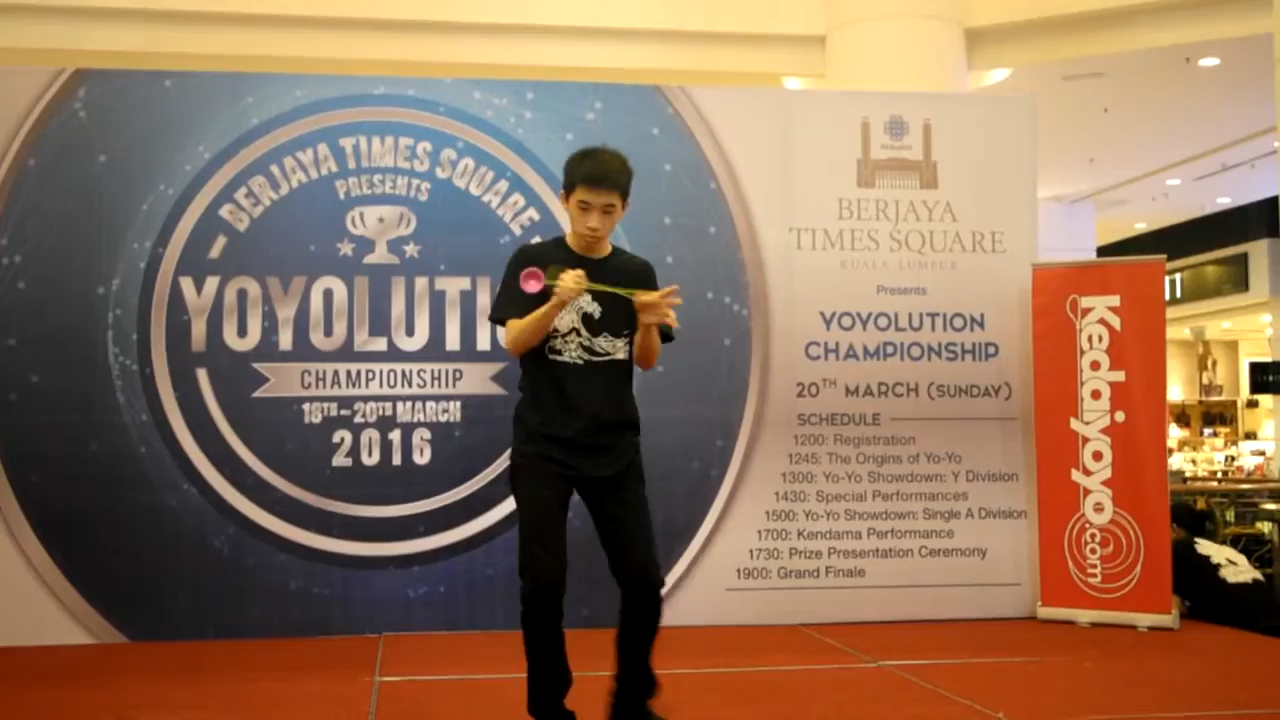 BERJAYA TIMES SQUARE
PRESENTS
YOYOLUTI
CHAMPIONSHIP
18TH-20TH MARCH
2016
BERJAYA
TIMES SQUARE
KUALA LUMPUR
Presents
YOYOLUTION
CHAMPIONSHIP
20TH MARCH (SUNDAY)
SCHEDULE
1200: Registration
1245: The Origins of Yo-Yo
1300: Yo-Yo Showdown: Y Division
1430: Special Performances
1500: Yo-Yo Showdown: Single A Division
1700: Kendama Performance
1730: Prize Presentation Ceremony
1900: Grand Finale
Kedaiyoyo.com